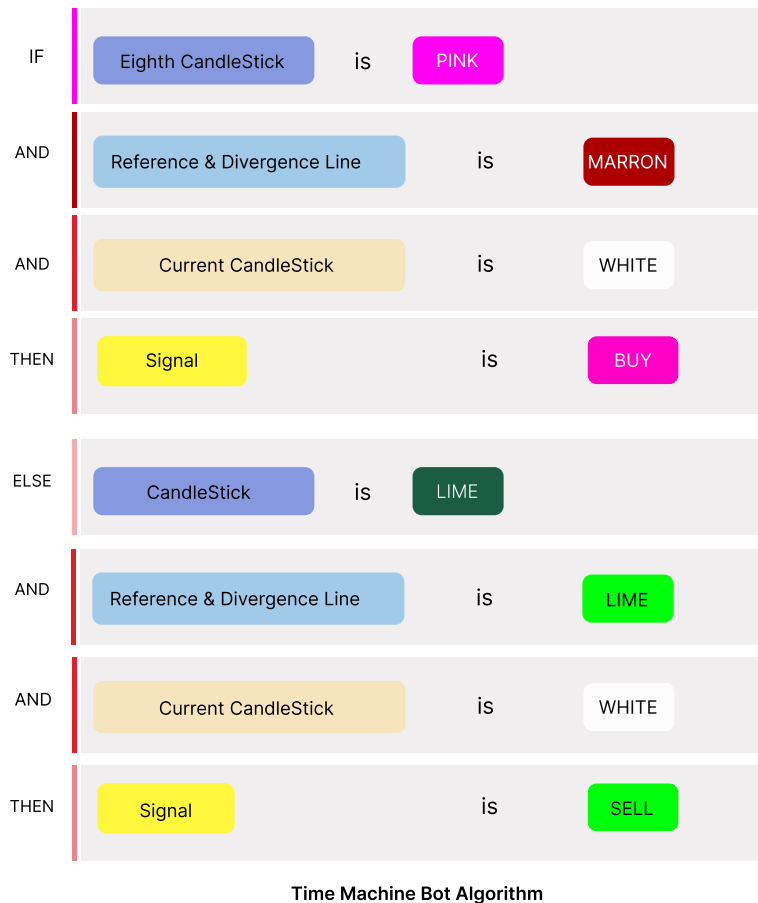 IF Eighth CandleStick is PINK
AND Reference & Divergence Line is MARRON
AND Current CandleStick is WHITE
THEN Signal is BUY
ELSE CandleStick is LIME
AND Reference & Divergence Line is LIME
AND Current CandleStick is WHITE
THEN Signal is SELL
Time Machine Bot Algorithm